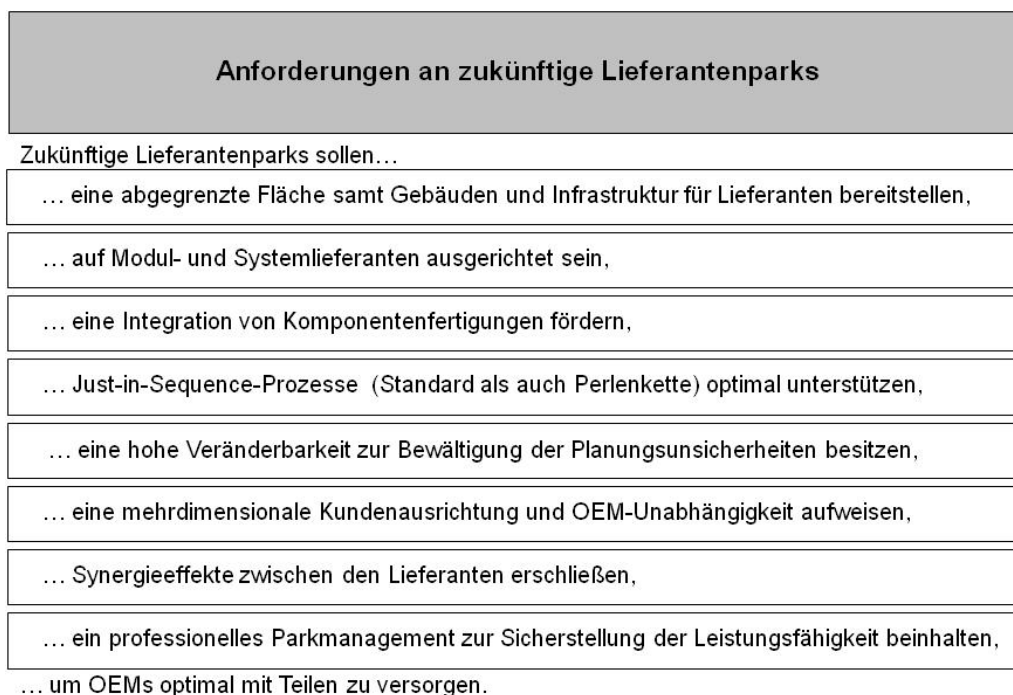 Anforderungen an zukünftige Lieferantenparks
Zukünftige Lieferantenparks sollen…
… eine abgegrenzte Fläche samt Gebäuden und Infrastruktur für Lieferanten bereitstellen,
… auf Modul- und Systemlieferanten ausgerichtet sein,
… eine Integration von Komponentenfertigungen fördern,
… Just-in-Sequence-Prozesse (Standard als auch Perlenkette) optimal unterstützen,
… eine hohe Veränderbarkeit zur Bewältigung der Planungsunsicherheiten besitzen,
… eine mehrdimensionale Kundenausrichtung und OEM-Unabhängigkeit aufweisen,
… Synergieeffekte zwischen den Lieferanten erschließen,
… ein professionelles Parkmanagement zur Sicherstellung der Leistungsfähigkeit beinhalten,
… um OEMs optimal mit Teilen zu versorgen.